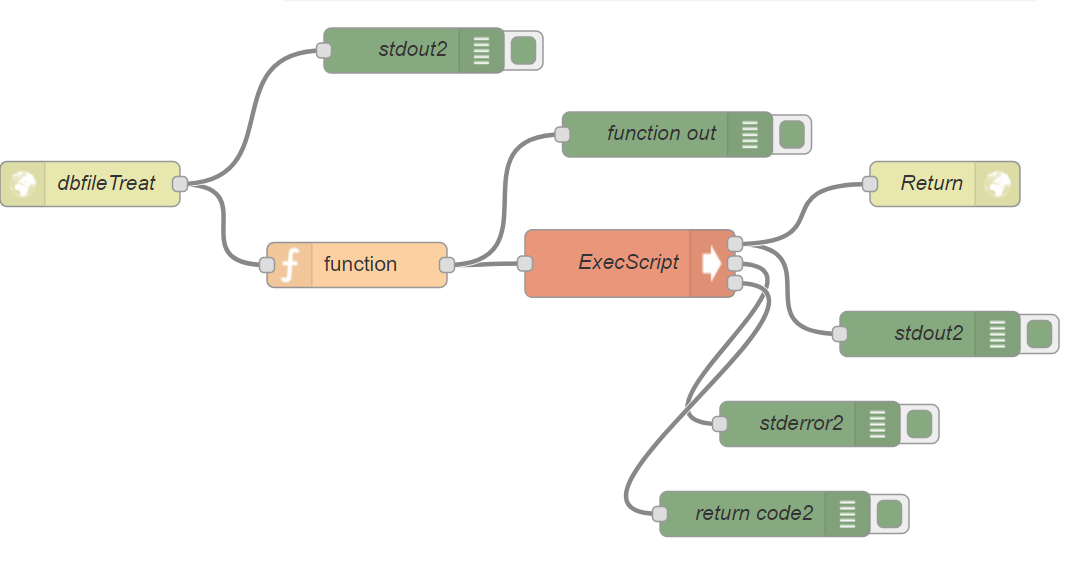 stdout2
function out
dbfileTreat
Return
function
ExecScript
stdout2
stderror2
return code2